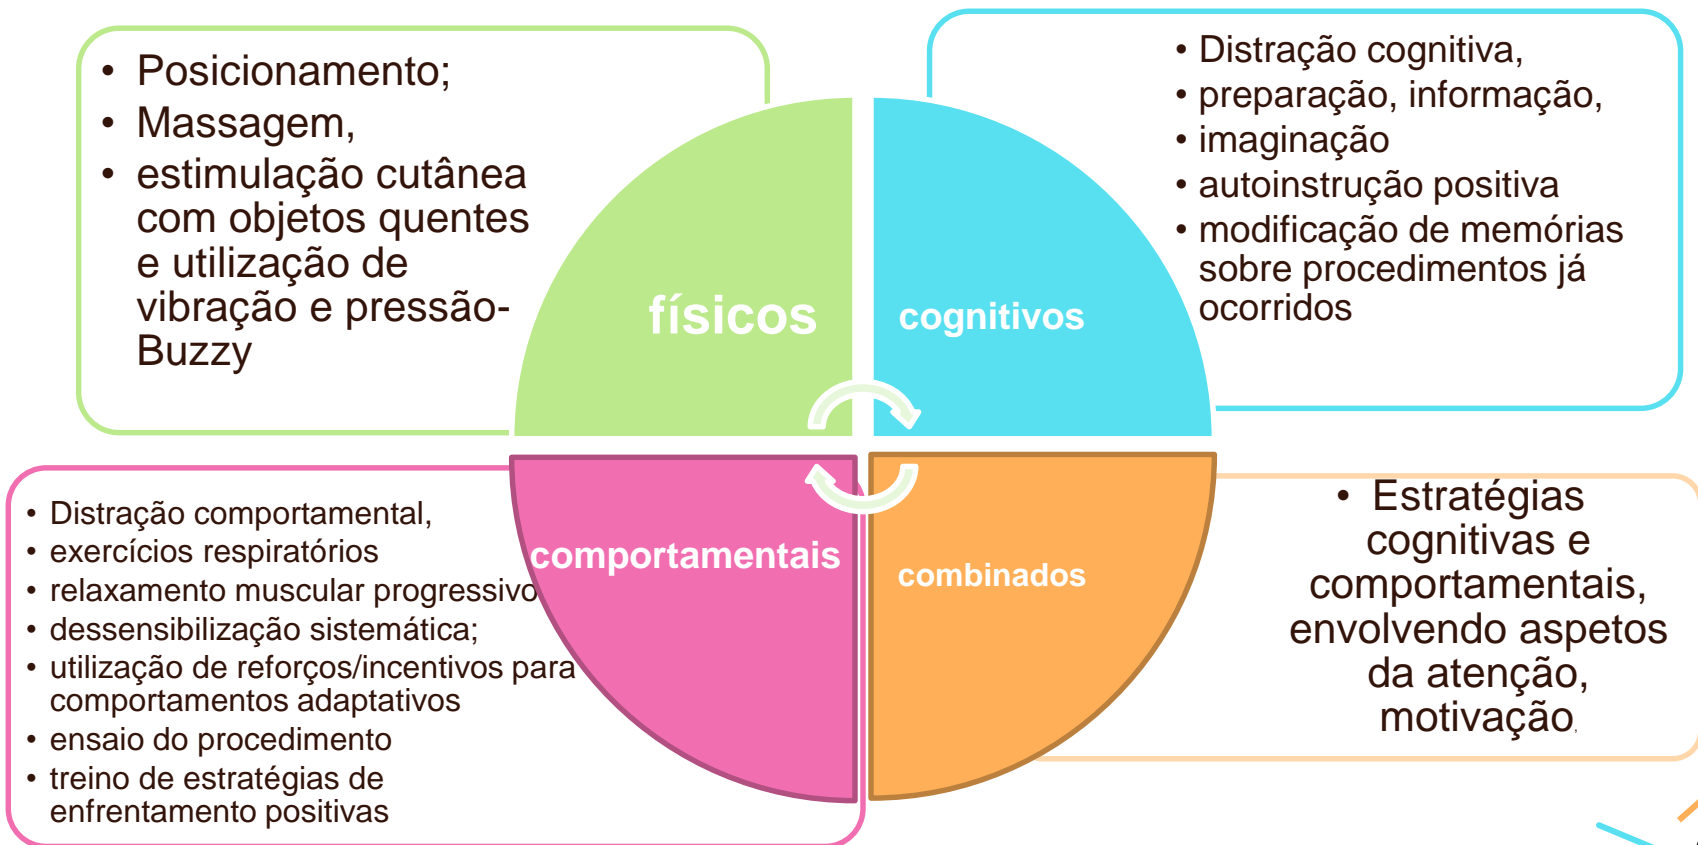 • Posicionamento;
• Massagem,
• estimulação cutânea
com objetos quentes
e utilização de
vibração e pressão-
Buzzy
físicos
• Distração cognitiva,
• preparação, informação,
• imaginação
• autoinstrução positiva
• modificação de memórias
sobre procedimentos já
ocorridos
cognitivos
• Distração comportamental,
• exercícios respiratórios
• relaxamento muscular progressivo
• dessensibilização sistemática;
• utilização de reforços/incentivos para
comportamentos adaptativos
• ensaio do procedimento
• treino de estratégias de
enfrentamento positivas
comportamentais
combinados
• Estratégias
cognitivas e
comportamentais,
envolvendo aspetos
da atenção,
motivação,